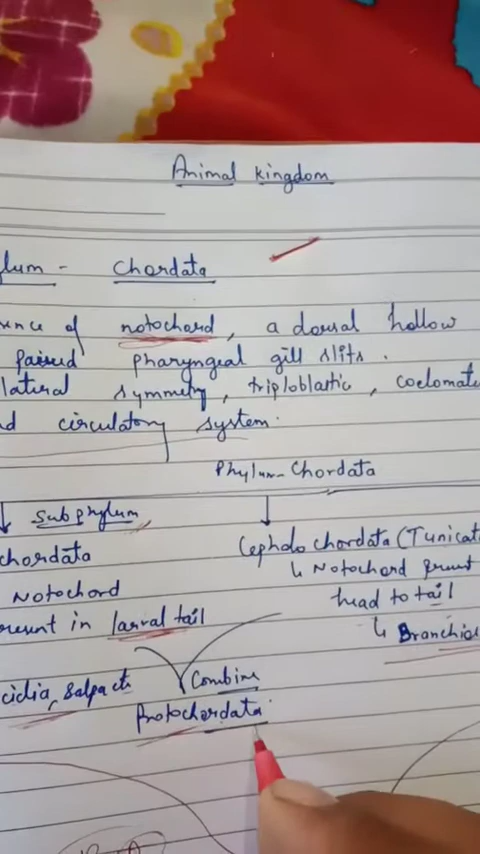 Animal kingdom
lum - Chordata
ence of notochord, a dorsal hollow
paired pharyngeal gill slits.
lateral symmetry, triploblastic, coelomate
d circulatory system.
Phylum-Chordata
Subphylum
chordata Cephalochordata (Tunicat
Notochord ↳ Notochord
resent in larval tail head to tail
↳ Branchio
cidia, Salpa etc Combine
Protochordata